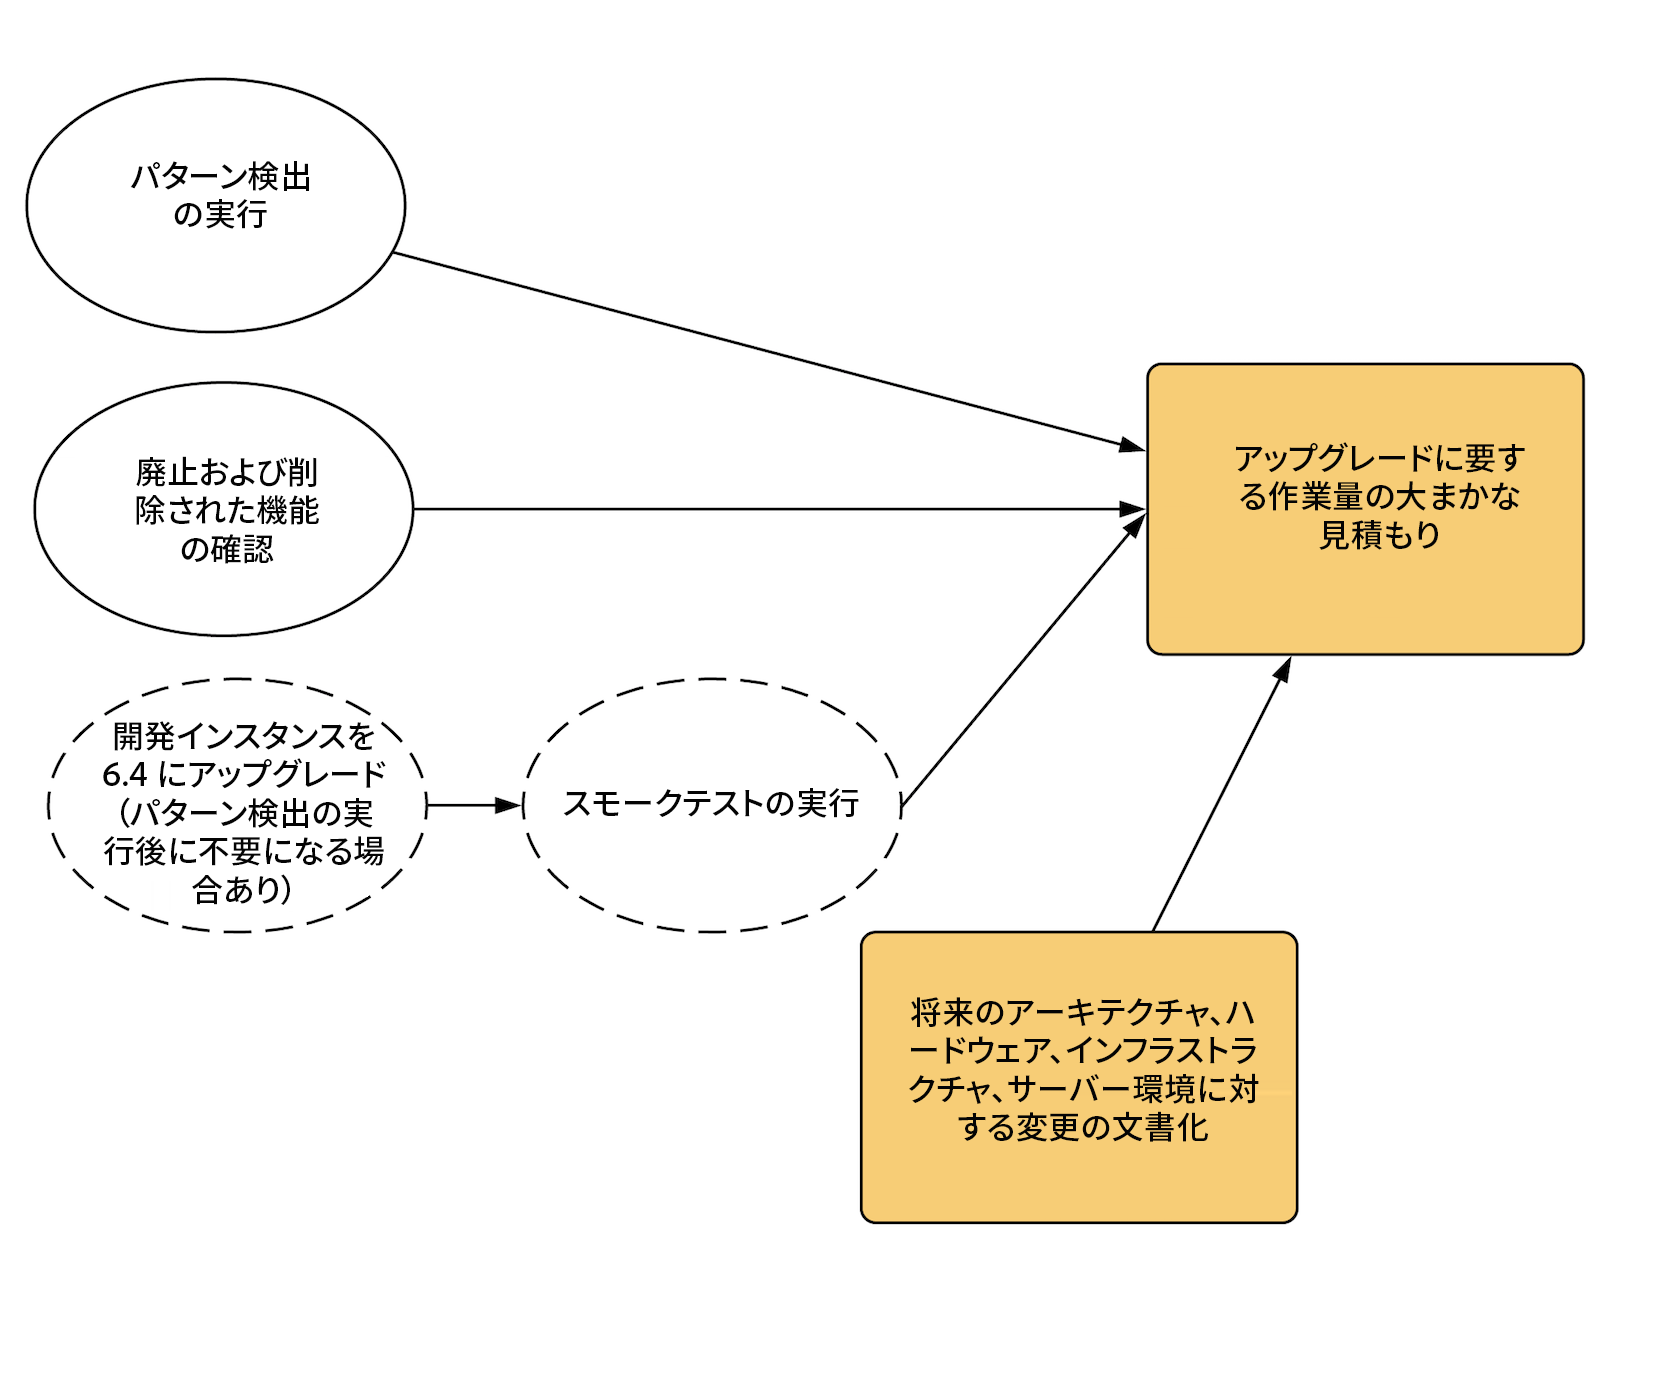 パターン検出
の実行
廃止および削
除された機能
の確認
アップグレードに要す
る作業量の大まかな
見積もり
開発インスタンスを
6.4 にアップグレード
（パターン検出の実
行後に不要になる場
合あり）
スモークテストの実行
将来のアーキテクチャ、ハ
ードウェア、インフラストラ
クチャ、サーバー環境に対
する変更の文書化